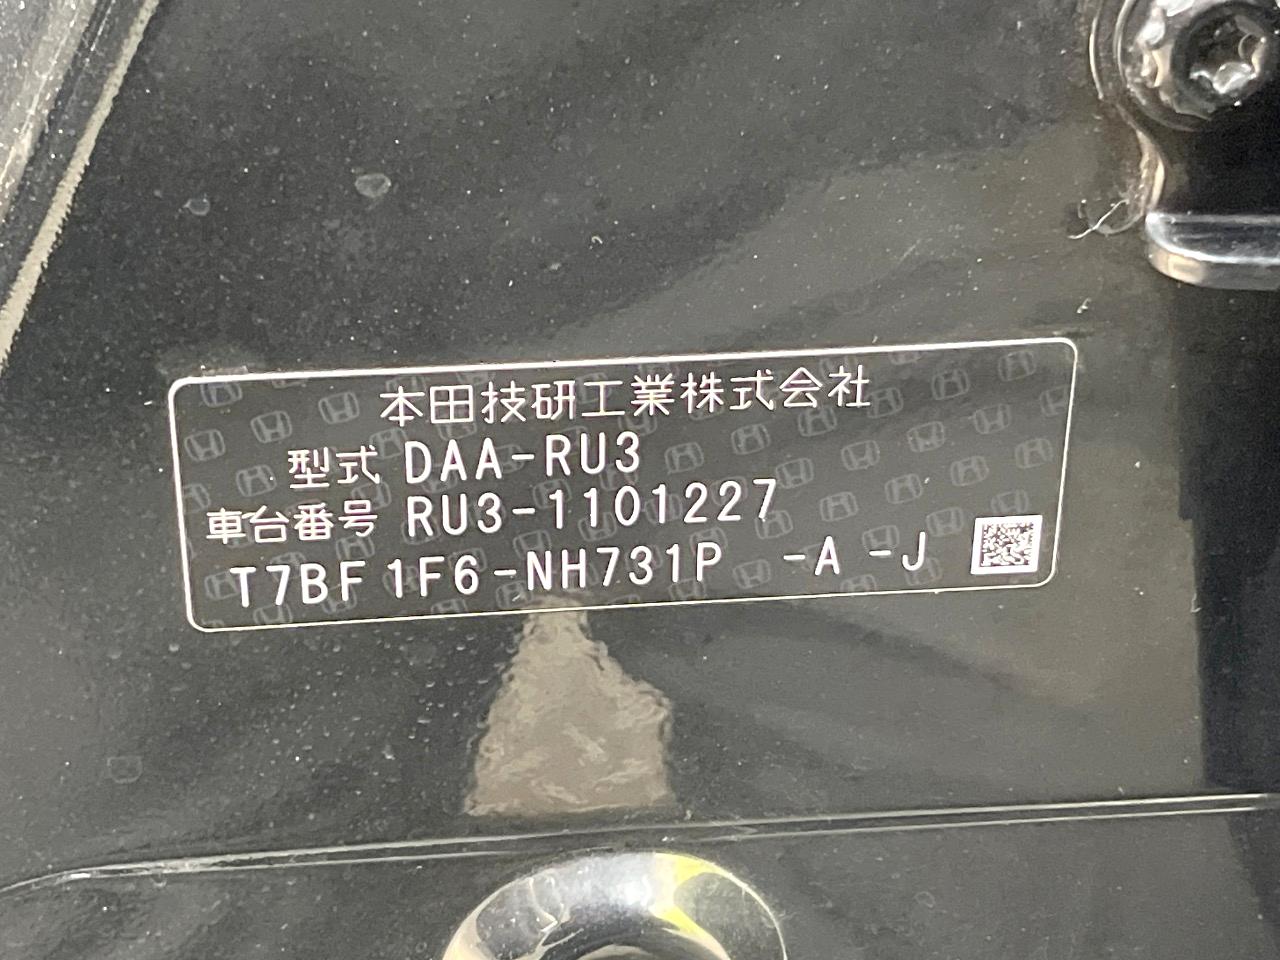 本田技研工業株式会社
型式 DAA-RU3
車台番号 RU3-1101227
T7BF1F6-NH731P -A -J